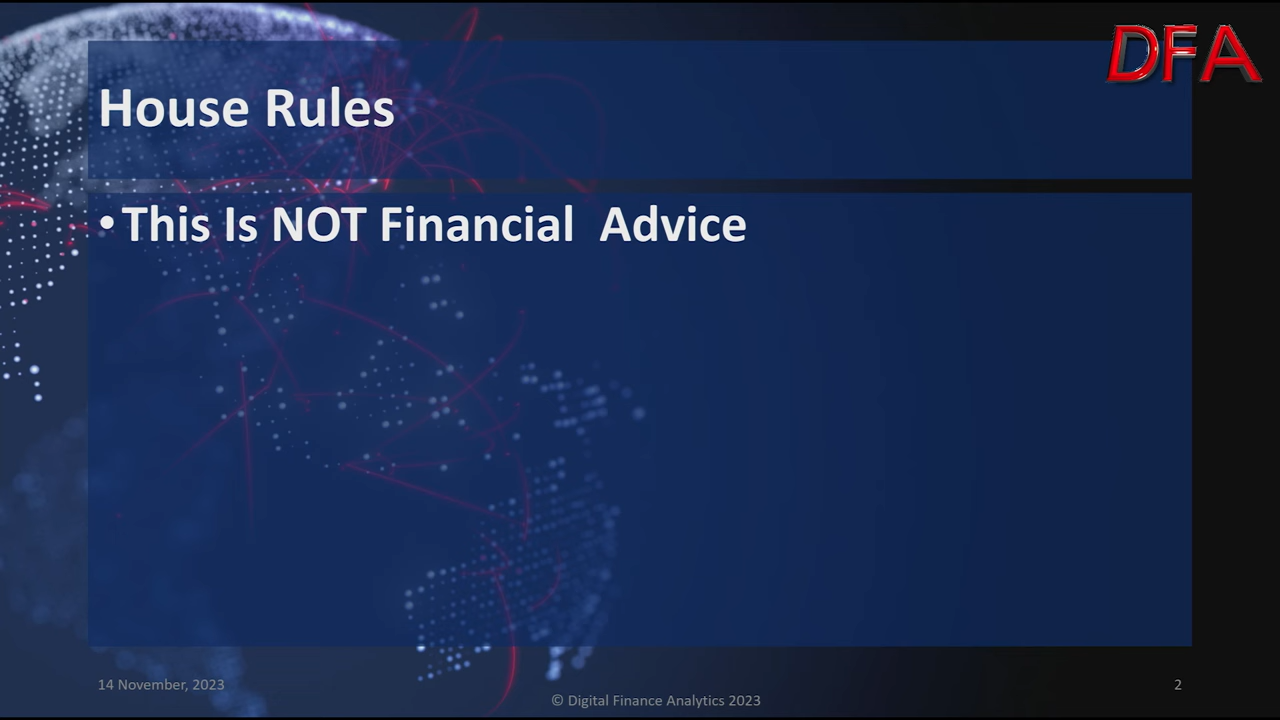 DFA
House Rules
• This Is NOT Financial  Advice
14 November, 2023
© Digital Finance Analytics 2023
2